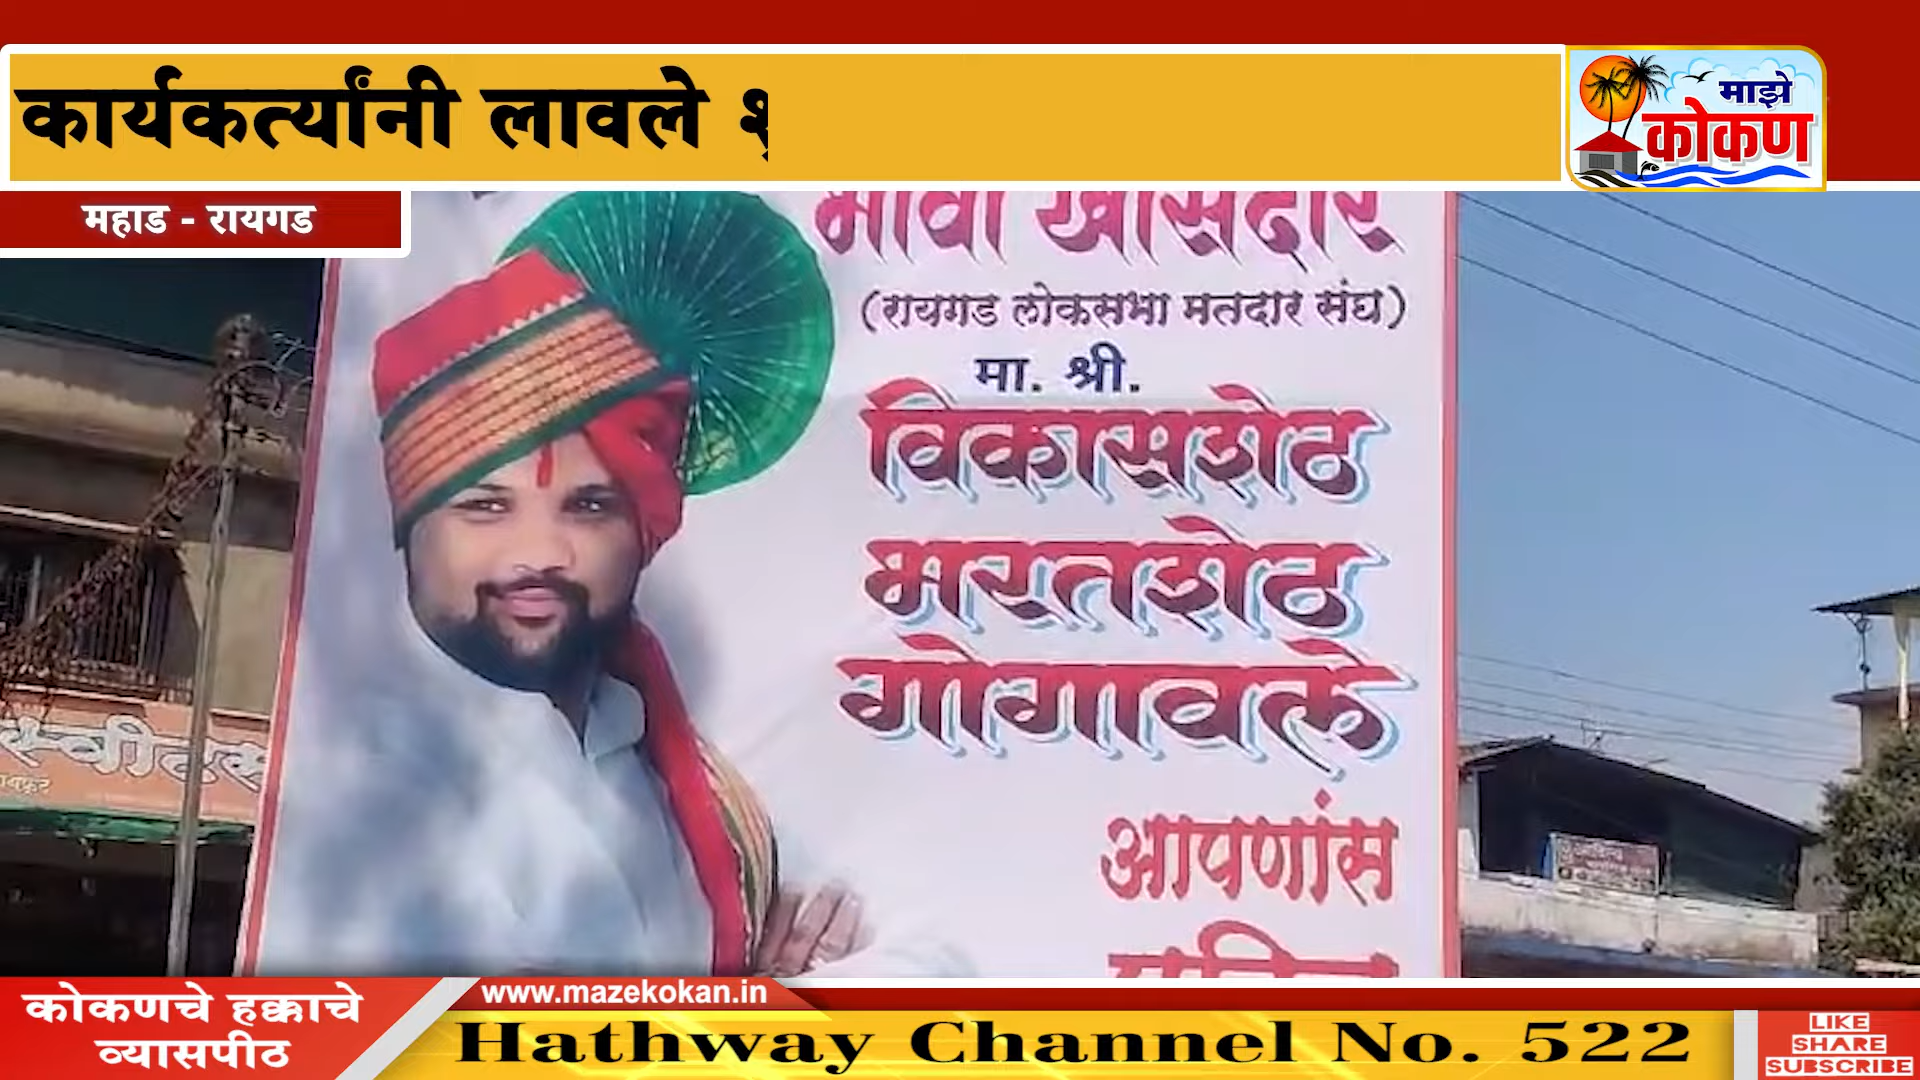 कार्यकर्त्यांनी लावले
माझे
कोकण
महाड - रायगड
भावी खासदार
(रायगड लोकसभा मतदार संघ)
मा. श्री.
विकासशेठ
भरतशेठ
गोगावले
आपणांस
स्वीटस
कोकणचे हक्काचे
व्यासपीठ
www.mazekokan.in
Hathway Channel No. 522
LIKE
SHARE
SUBSCRIBE